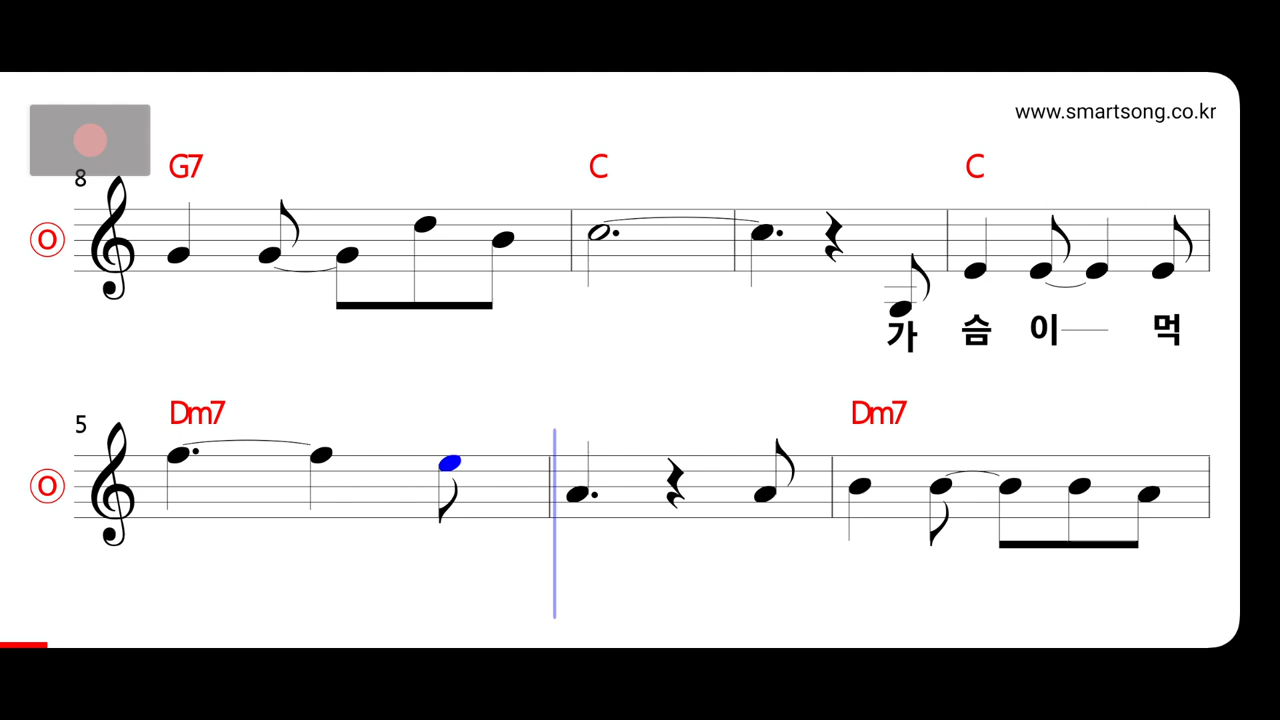 www.smartsong.co.kr
G7 C C
8
O
가 슴 이 먹
Dm7 Dm7
5
O